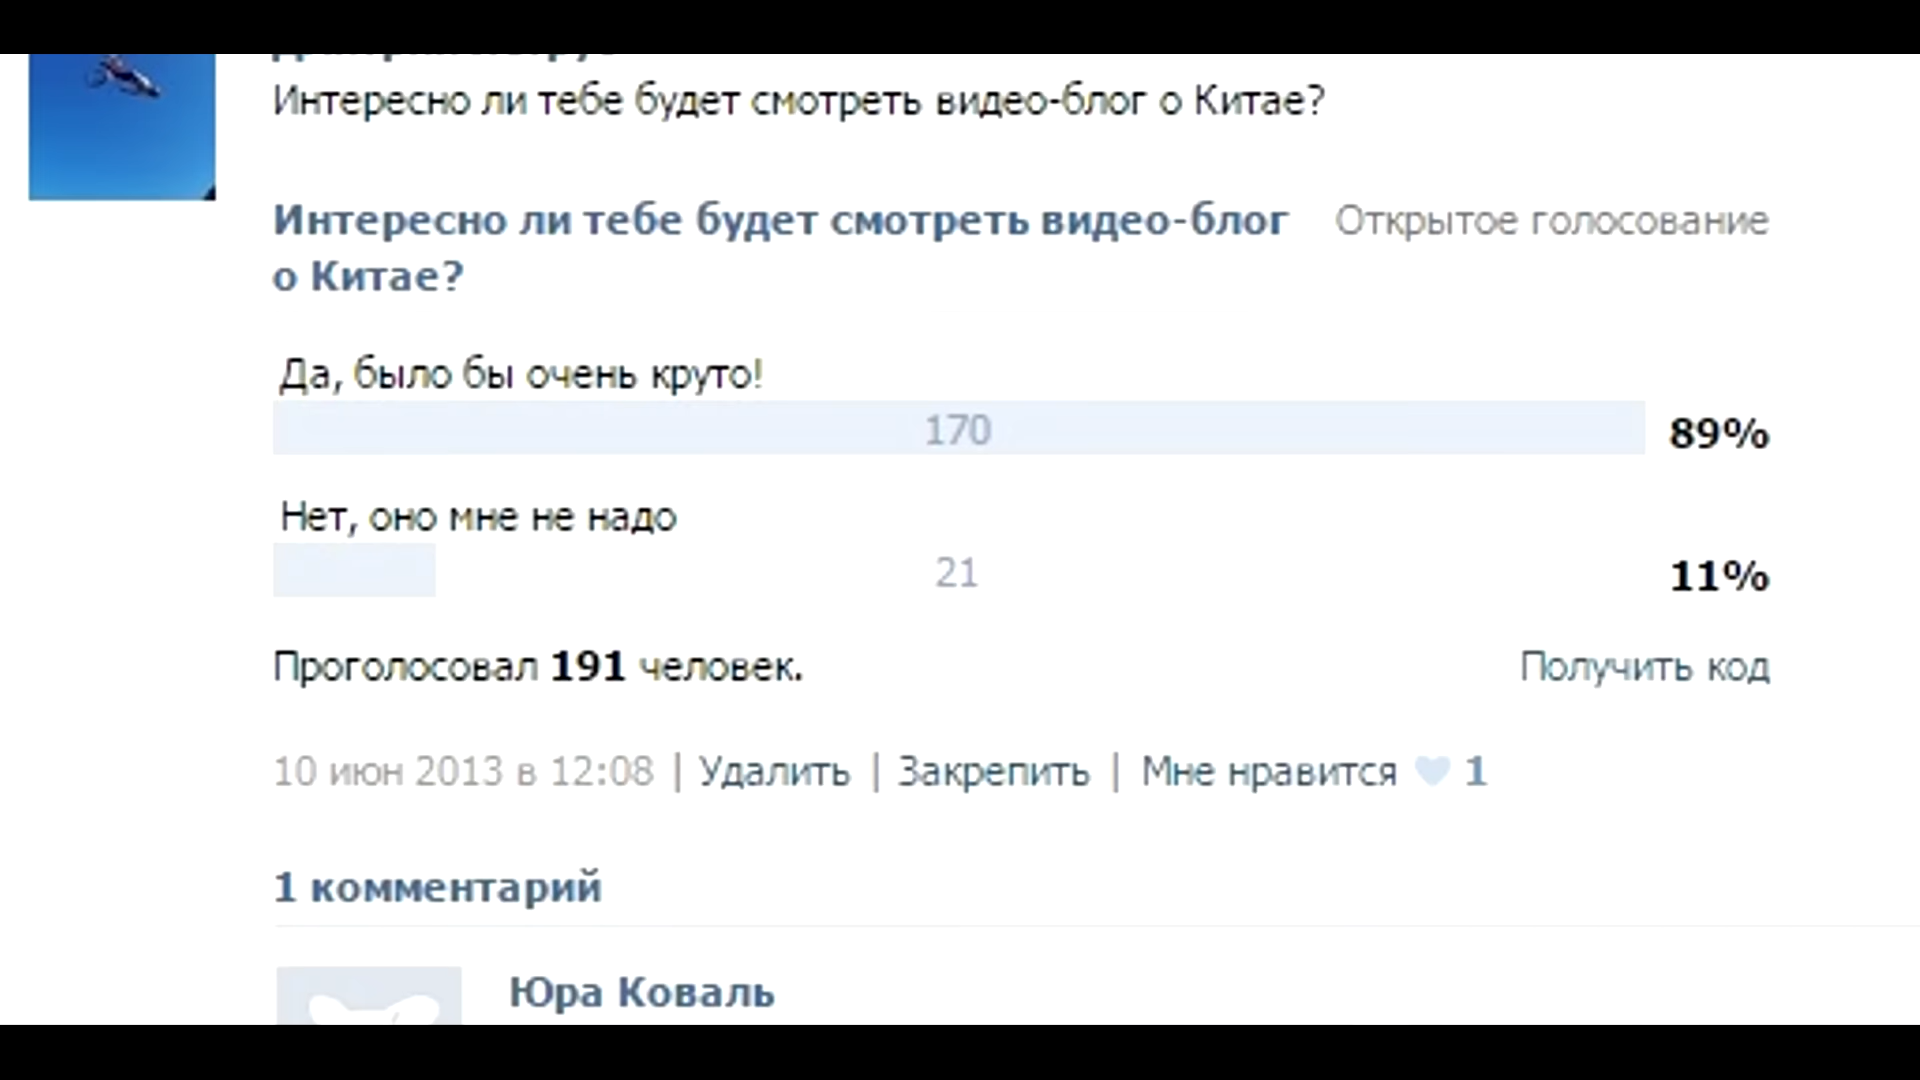 Интересно ли тебе будет смотреть видео-блог о Китае?
Интересно ли тебе будет смотреть видео-блог
Открытое голосование
о Китае?
Да, было бы очень круто!
170
89%
Нет, оно мне не надо
21
11%
Проголосовал 191 человек.
Получить код
10 июн 2013 в 12:08 | Удалить | Закрепить | Мне нравится 1
1 комментарий
Юра Коваль